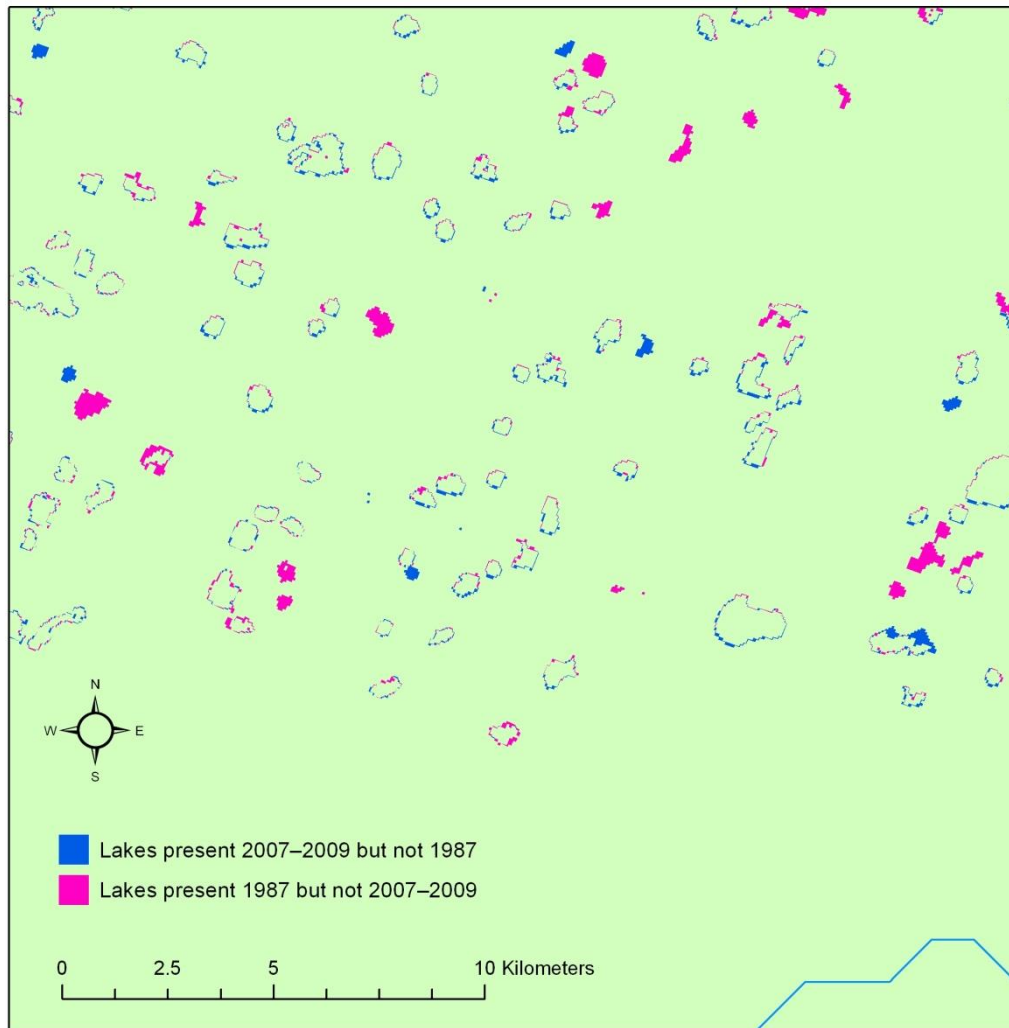 N
W E
S
Lakes present 2007–2009 but not 1987
Lakes present 1987 but not 2007–2009
0 2.5 5 10 Kilometers